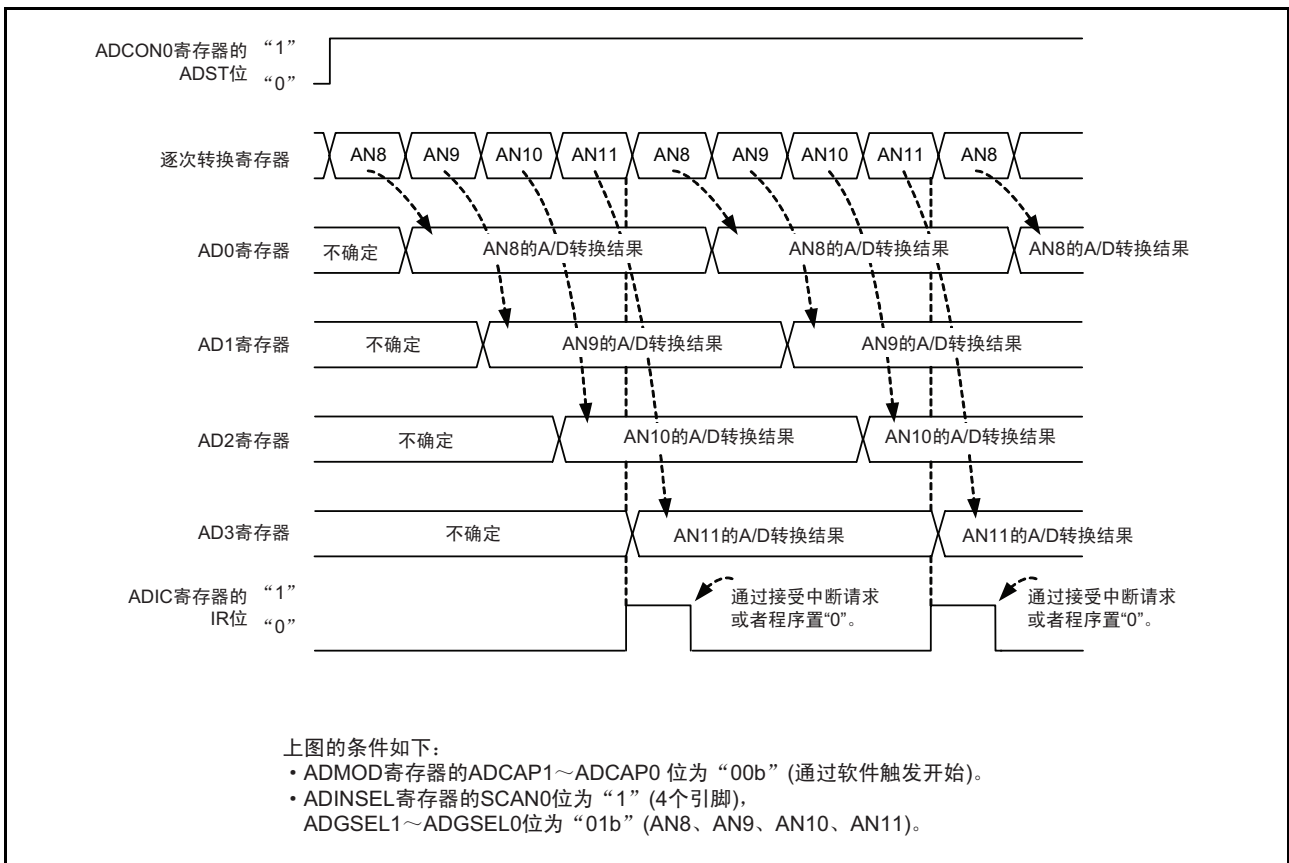 ADCON0寄存器的 “1”
ADST位 “0”
逐次转换寄存器 AN8 AN9 AN10 AN11 AN8 AN9 AN10 AN11 AN8
AD0寄存器 不确定 AN8的A/D转换结果 AN8的A/D转换结果 AN8的A/D转换结果
AD1寄存器 不确定 AN9的A/D转换结果 AN9的A/D转换结果
AD2寄存器 不确定 AN10的A/D转换结果 AN10的A/D转换结果
AD3寄存器 不确定 AN11的A/D转换结果 AN11的A/D转换结果
ADIC寄存器的 “1”
IR位 “0”
通过接受中断请求
或者程序置“0”。
通过接受中断请求
或者程序置“0”。
上图的条件如下：
・ADMOD寄存器的ADCAP1～ADCAP0 位为“00b”(通过软件触发开始)。
・ADINSEL寄存器的SCAN0位为“1”(4个引脚)，
ADGSEL1～ADGSEL0位为“01b”(AN8、AN9、AN10、AN11)。